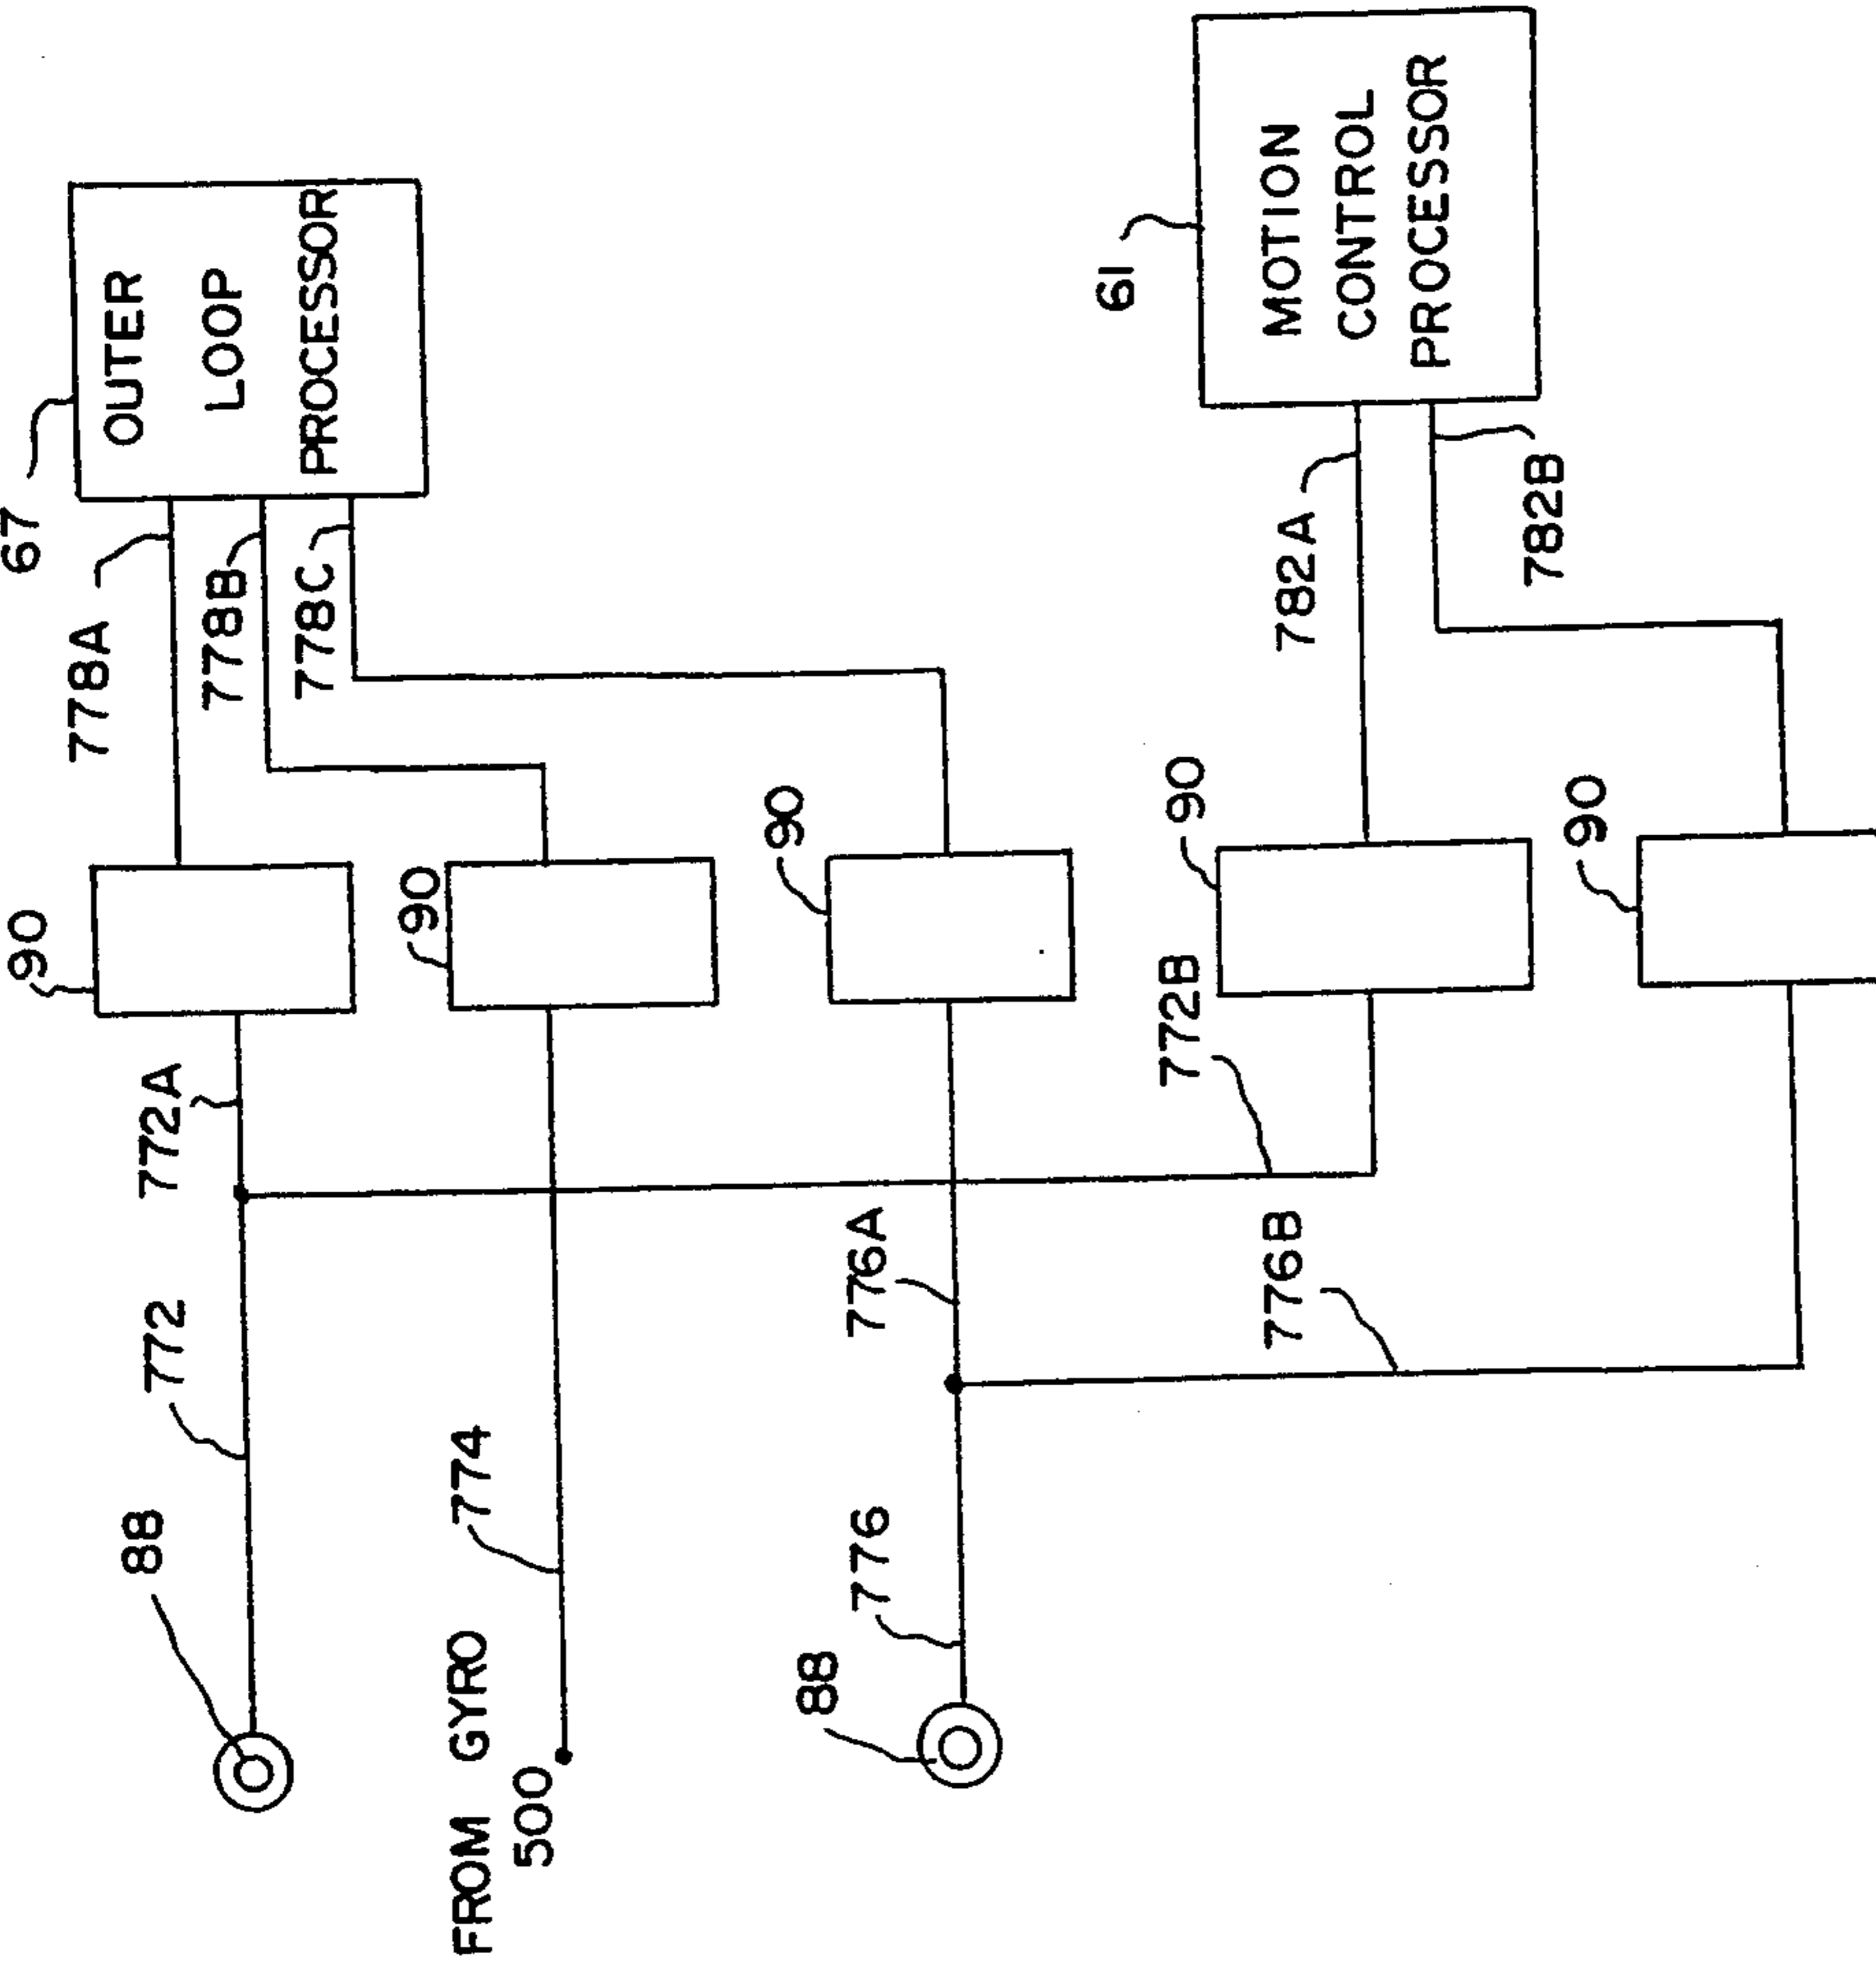 67
OUTER
LOOP
PROCESSOR
778A
778B
778C
90
90
90
772A
772
88
774
FROM GYRO
500
776A
776
88
61
MOTION
CONTROL
PROCESSOR
782A
782B
90
90
772B
776B